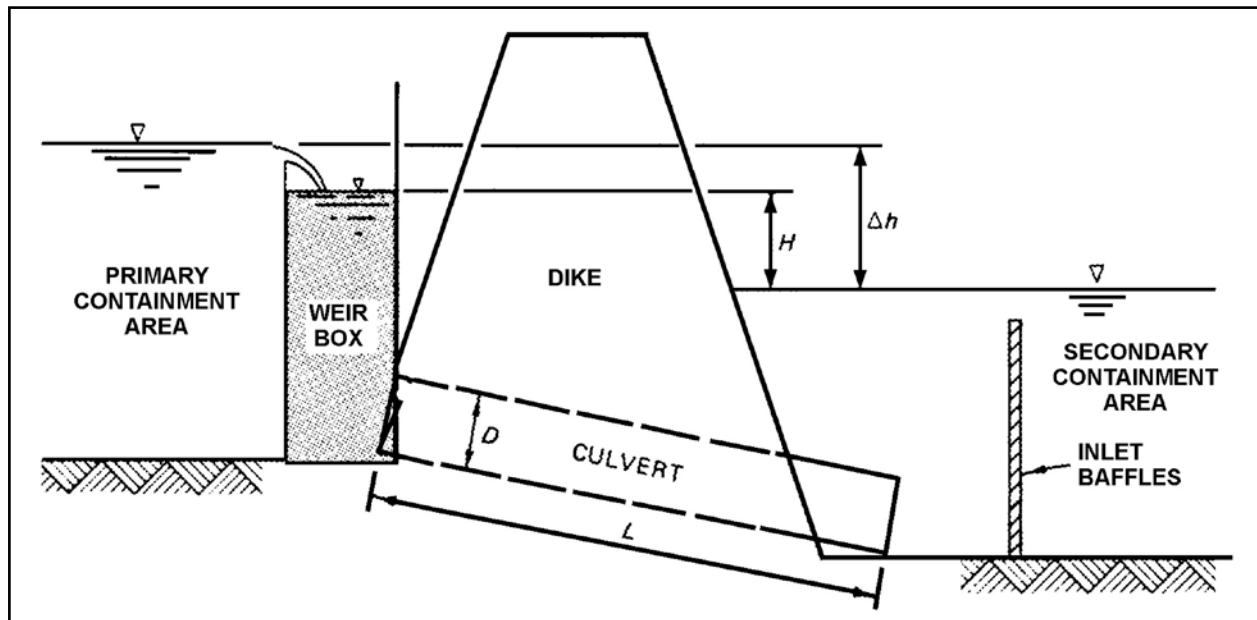 PRIMARY
CONTAINMENT
AREA
WEIR
BOX
DIKE
H
Δh
D
CULVERT
L
SECONDARY
CONTAINMENT
AREA
INLET
BAFFLES